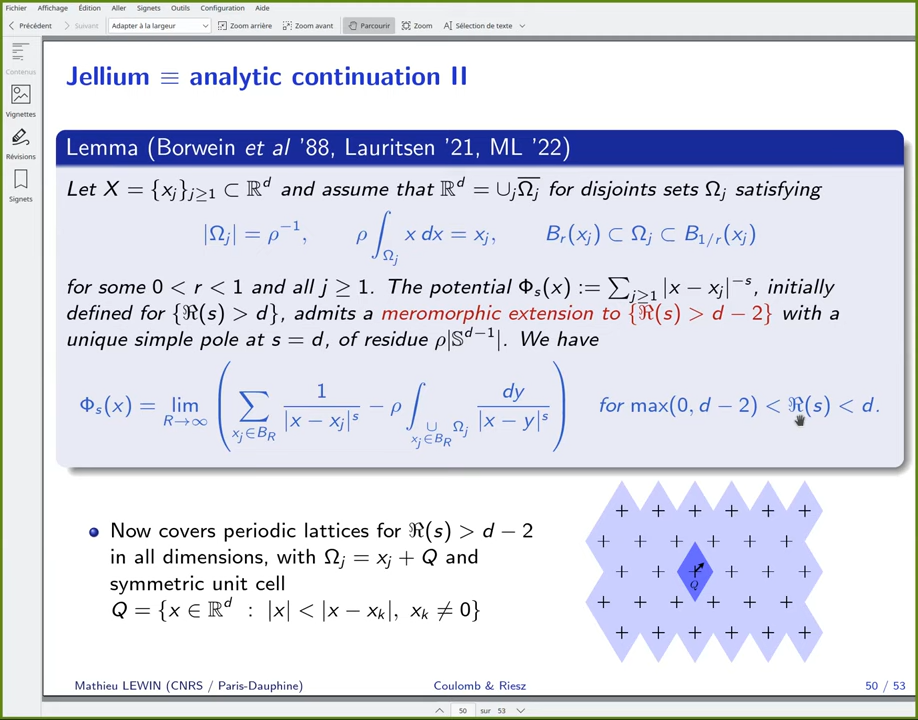 Fichier Affichage Édition Aller Signets Outils Configuration Aide
Précédent Suivant Adapter à la largeur Zoom arrière Zoom avant Parcourir Zoom Sélection de texte
Contenus
Vignettes
Révisions
Signets
Jellium ≡ analytic continuation II
Lemma (Borwein et al '88, Lauritsen '21, ML '22)
Let X = {x_j}_{j≥1} ⊂ ℝ^d and assume that ℝ^d = ∪_j \overline{Ω_j} for disjoints sets Ω_j satisfying
|Ω_j| = ρ^{-1}, ρ ∫_{Ω_j} x dx = x_j, B_r(x_j) ⊂ Ω_j ⊂ B_{1/r}(x_j)
for some 0 < r < 1 and all j ≥ 1. The potential Φ_s(x) := ∑_{j≥1} |x − x_j|^{−s}, initially
defined for {ℜ(s) > d}, admits a meromorphic extension to {ℜ(s) > d − 2} with a
unique simple pole at s = d, of residue ρ|𝕊^{d−1}|. We have
Φ_s(x) = lim_{R→∞} ( ∑_{x_j∈B_R} 1/|x − x_j|^s − ρ ∫_{∪_{x_j∈B_R} Ω_j} dy/|x − y|^s ) for max(0, d − 2) < ℜ(s) < d.
Now covers periodic lattices for ℜ(s) > d − 2
in all dimensions, with Ω_j = x_j + Q and
symmetric unit cell
Q = {x ∈ ℝ^d : |x| < |x − x_k|, x_k ≠ 0}
Q
Mathieu LEWIN (CNRS / Paris-Dauphine) Coulomb & Riesz 50 / 53
50 sur 53